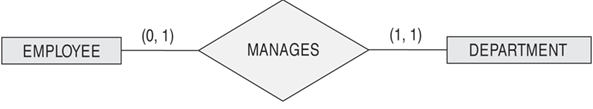 (0, 1)
(1, 1)
EMPLOYEE
MANAGES
DEPARTMENT